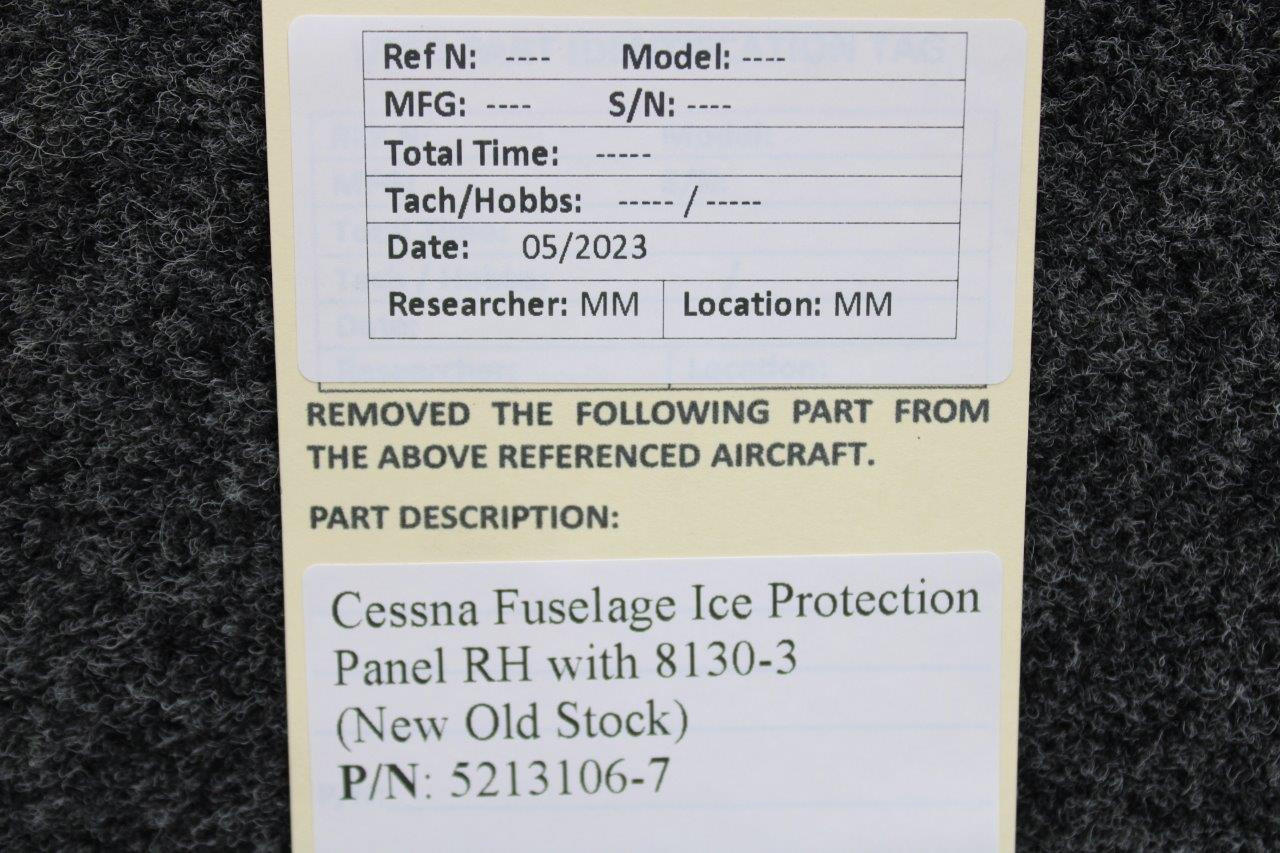 Ref N: ---- Model: ----
MFG: ---- S/N: ----
Total Time: -----
Tach/Hobbs: ----- / -----
Date: 05/2023
Researcher: MM Location: MM
REMOVED THE FOLLOWING PART FROM
THE ABOVE REFERENCED AIRCRAFT.
PART DESCRIPTION:
Cessna Fuselage Ice Protection
Panel RH with 8130-3
(New Old Stock)
P/N: 5213106-7